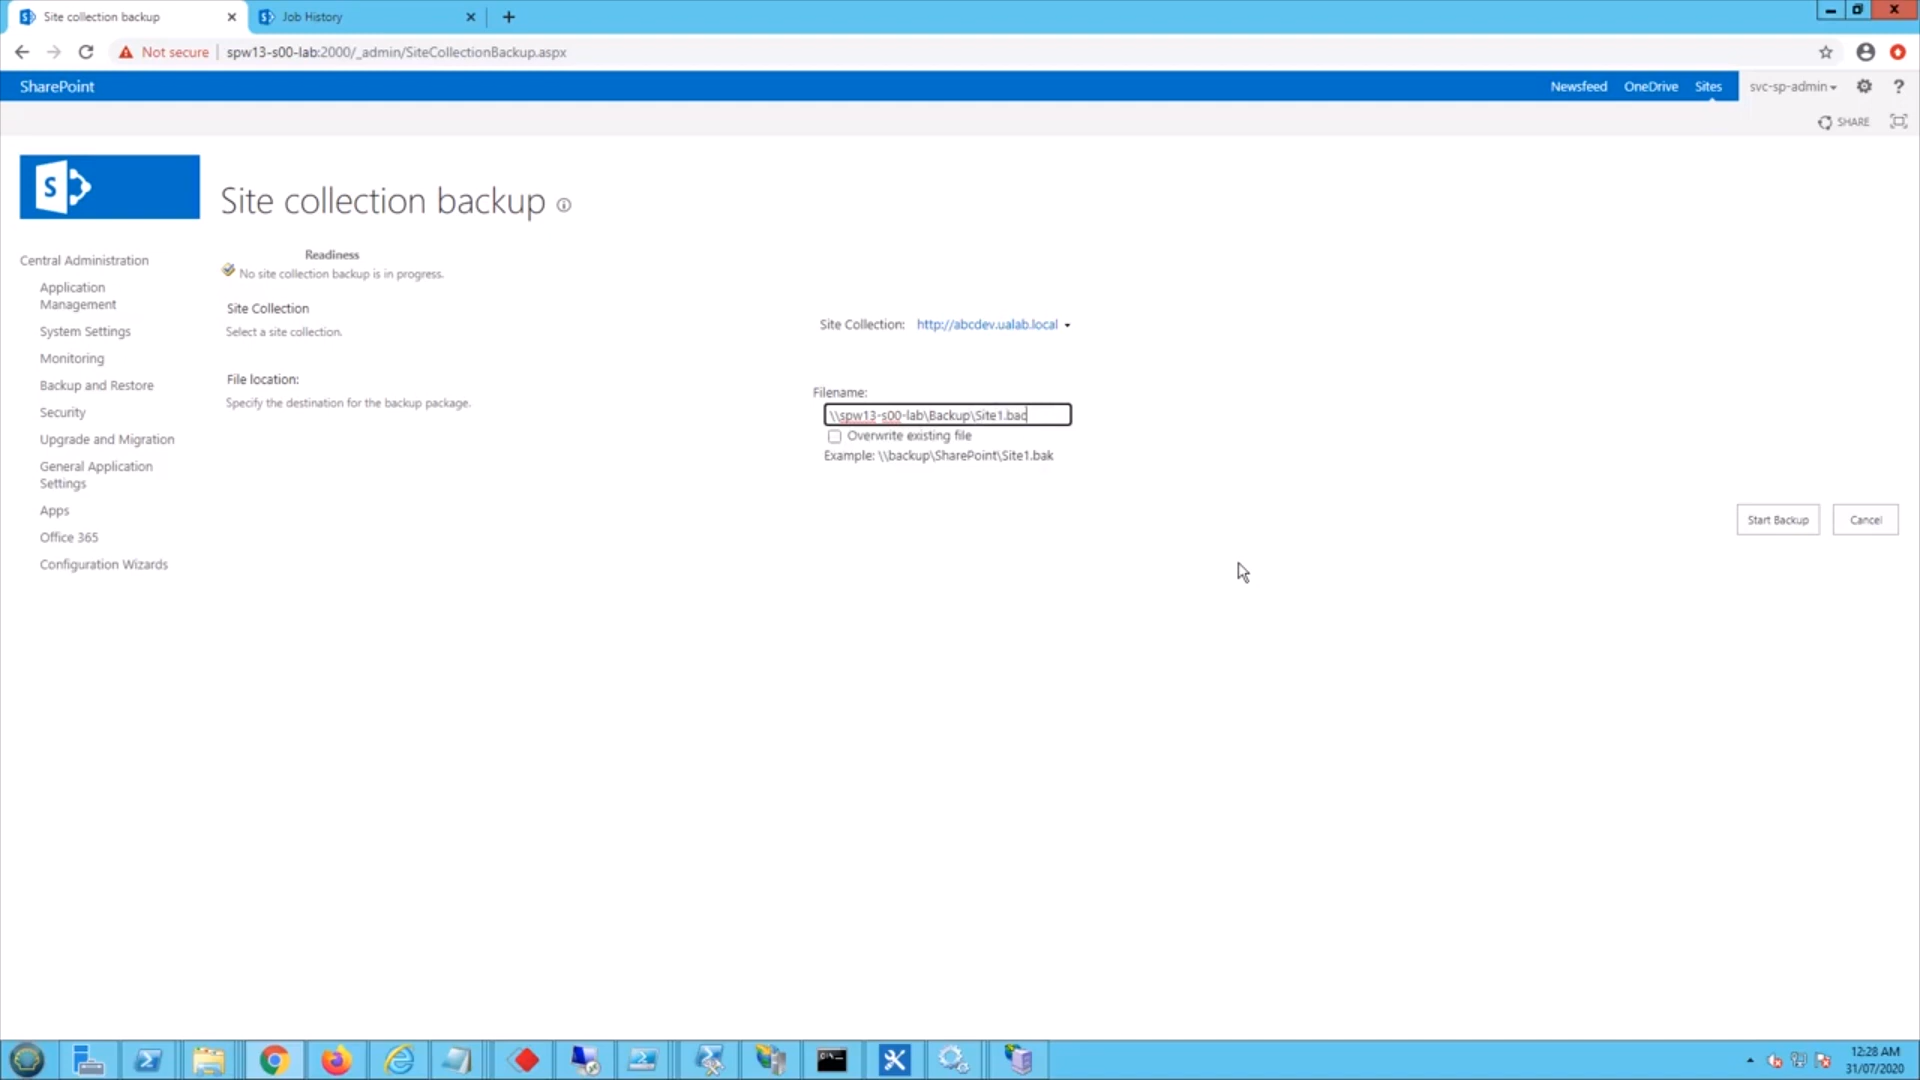 Site collection backup
Job History
Not secure
spw13-s00-lab:2000/_admin/SiteCollectionBackup.aspx
SharePoint
Newsfeed
OneDrive
Sites
svc-sp-admin
?
SHARE
S
Site collection backup
Readiness
No site collection backup is in progress.
Central Administration
Application
Management
System Settings
Monitoring
Backup and Restore
Security
Upgrade and Migration
General Application
Settings
Apps
Office 365
Configuration Wizards
Site Collection
Select a site collection.
Site Collection: http://abcdev.ualab.local
File location:
Specify the destination for the backup package.
Filename:
\\spw13-s00-lab\Backup\Site1.bac
Overwrite existing file
Example: \\backup\SharePoint\Site1.bak
Start Backup
Cancel
12:28 AM
31/07/2020